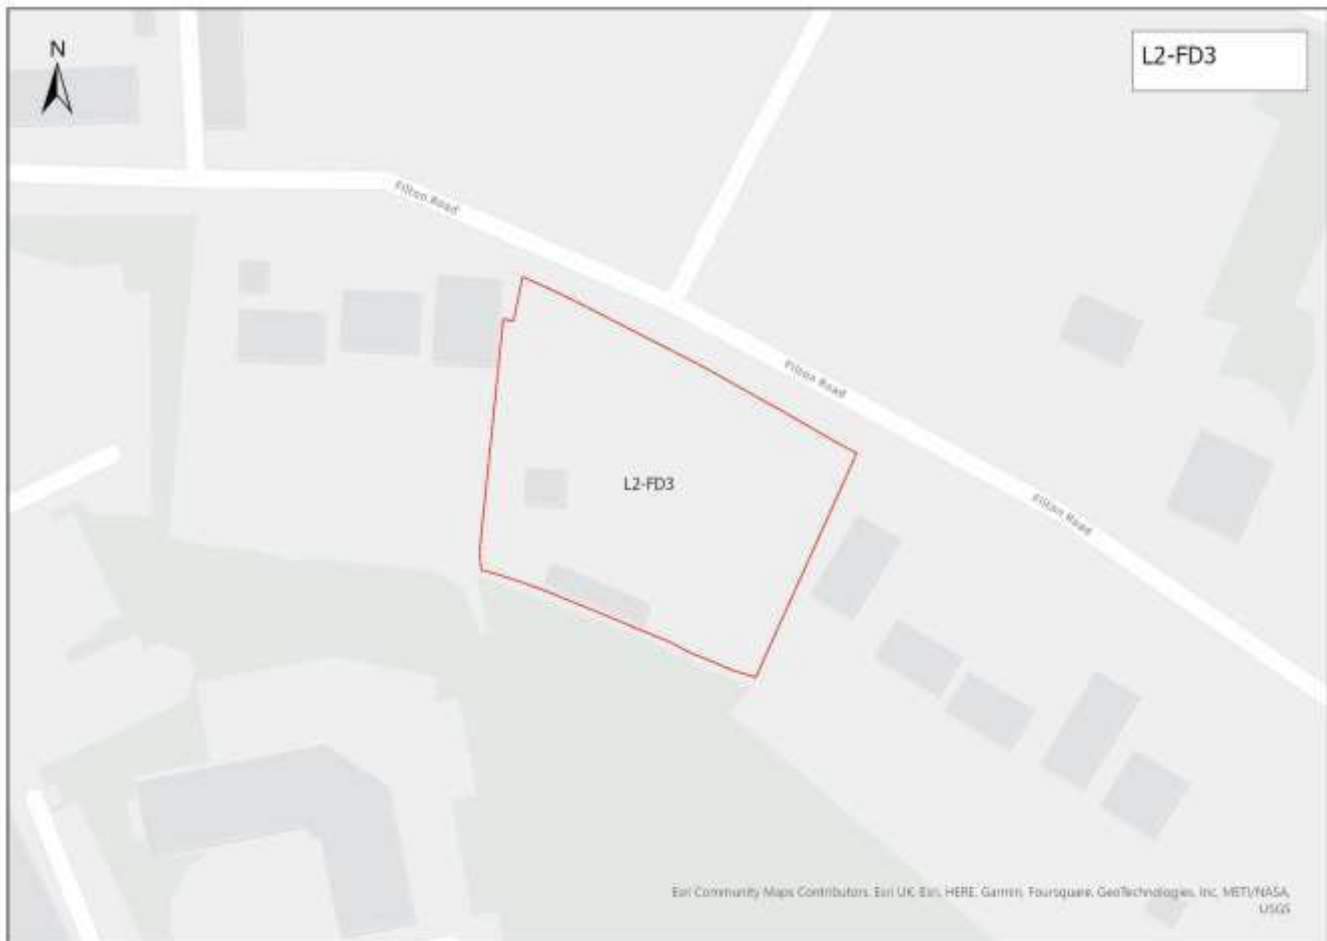 N
L2-FD3
Filton Road
Filton Road
L2-FD3
Filton Road
Esri Community Maps Contributors, Esri UK, Esri, HERE, Garmin, Foursquare, GeoTechnologies, Inc, METI/NASA,
USGS